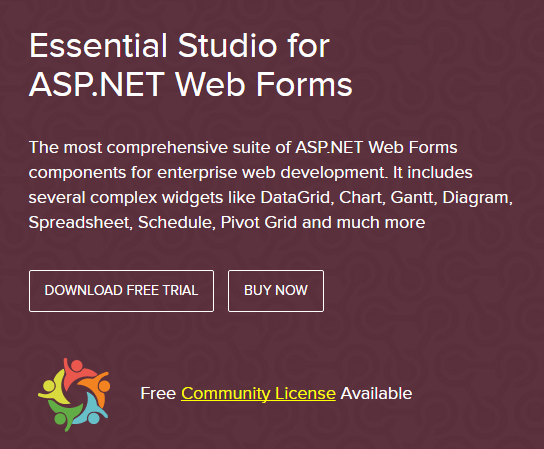 Essential Studio for
ASP.NET Web Forms
The most comprehensive suite of ASP.NET Web Forms
components for enterprise web development. It includes
several complex widgets like DataGrid, Chart, Gantt, Diagram,
Spreadsheet, Schedule, Pivot Grid and much more
DOWNLOAD FREE TRIAL BUY NOW
Free Community License Available